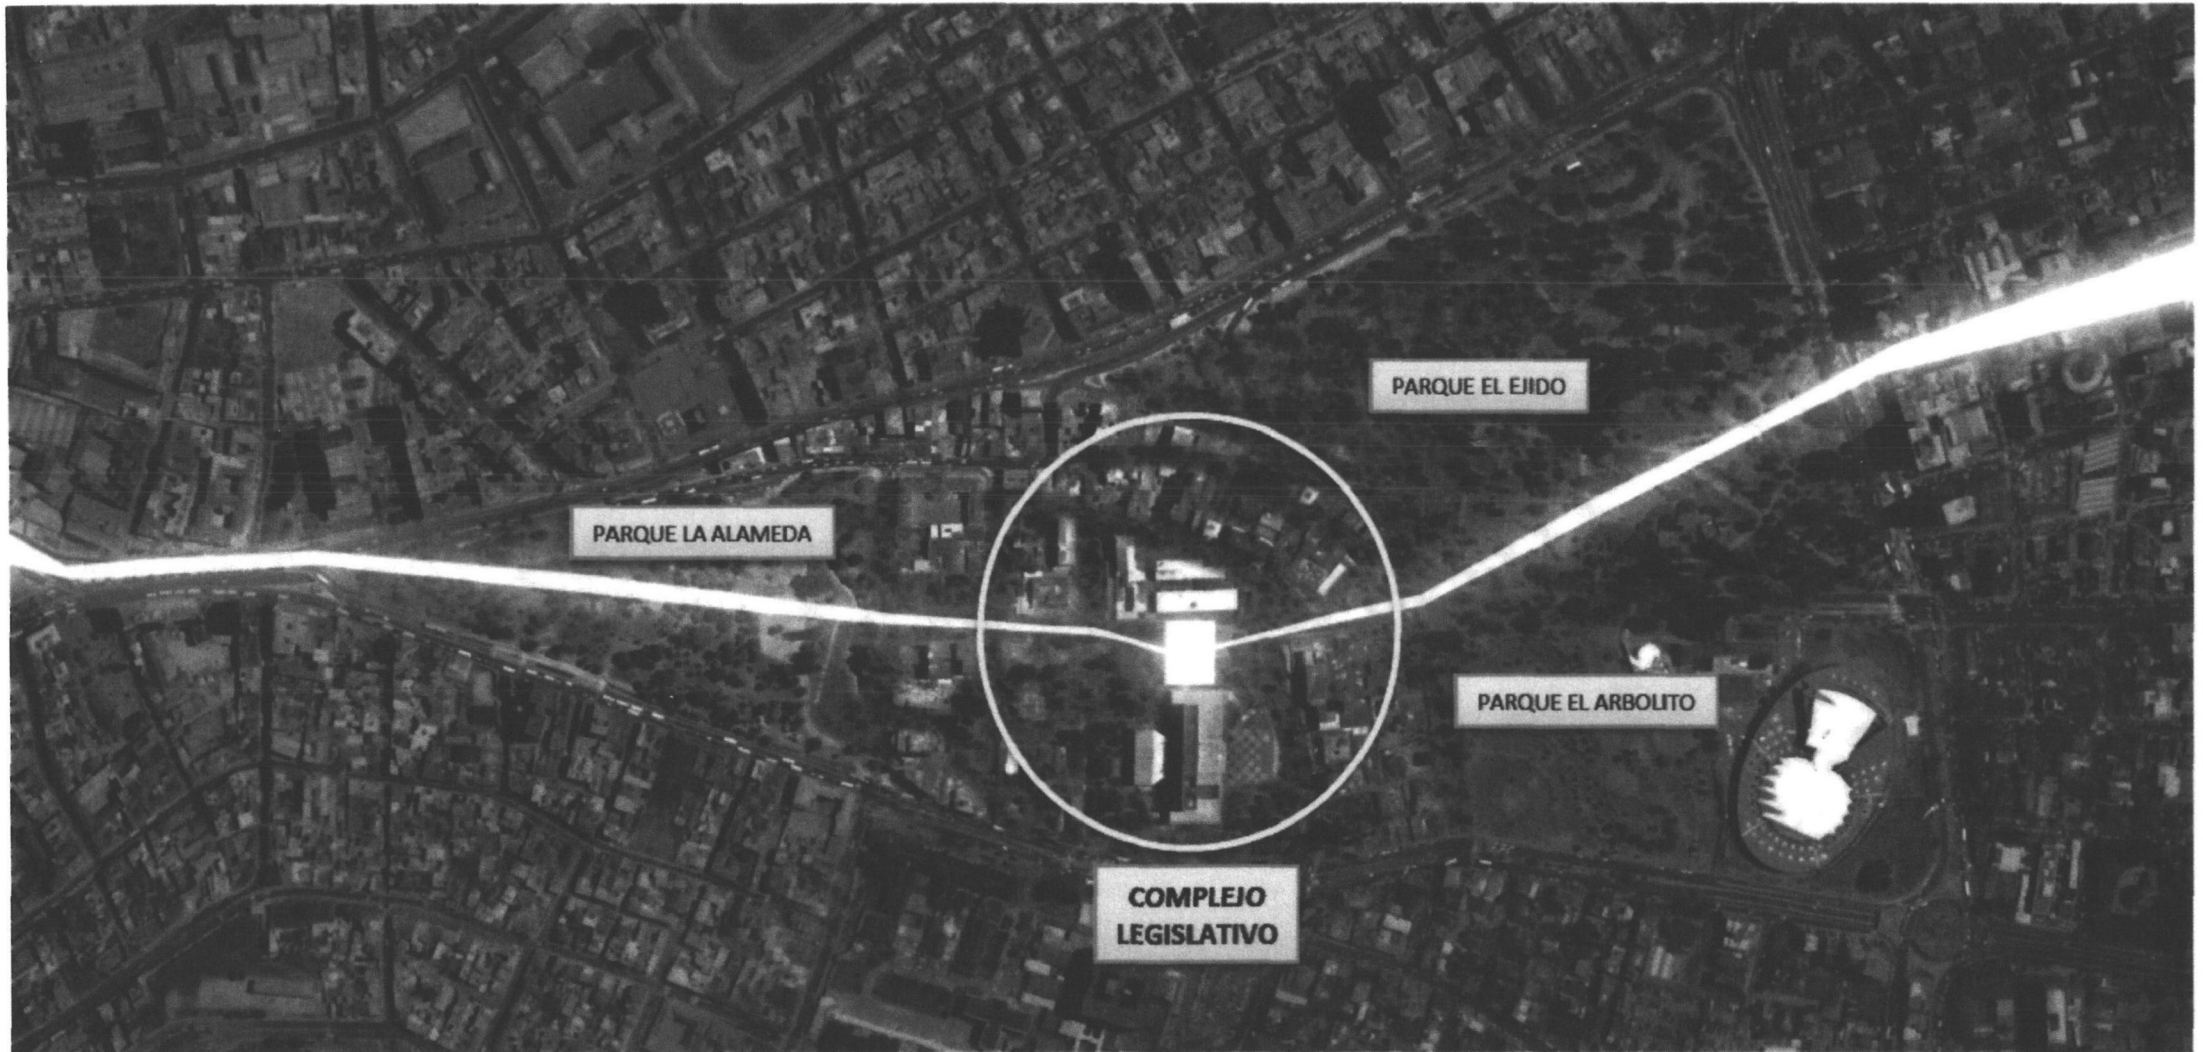 PARQUE EL EJIDO
PARQUE LA ALAMEDA
PARQUE EL ARBOLITO
COMPLEJO
LEGISLATIVO